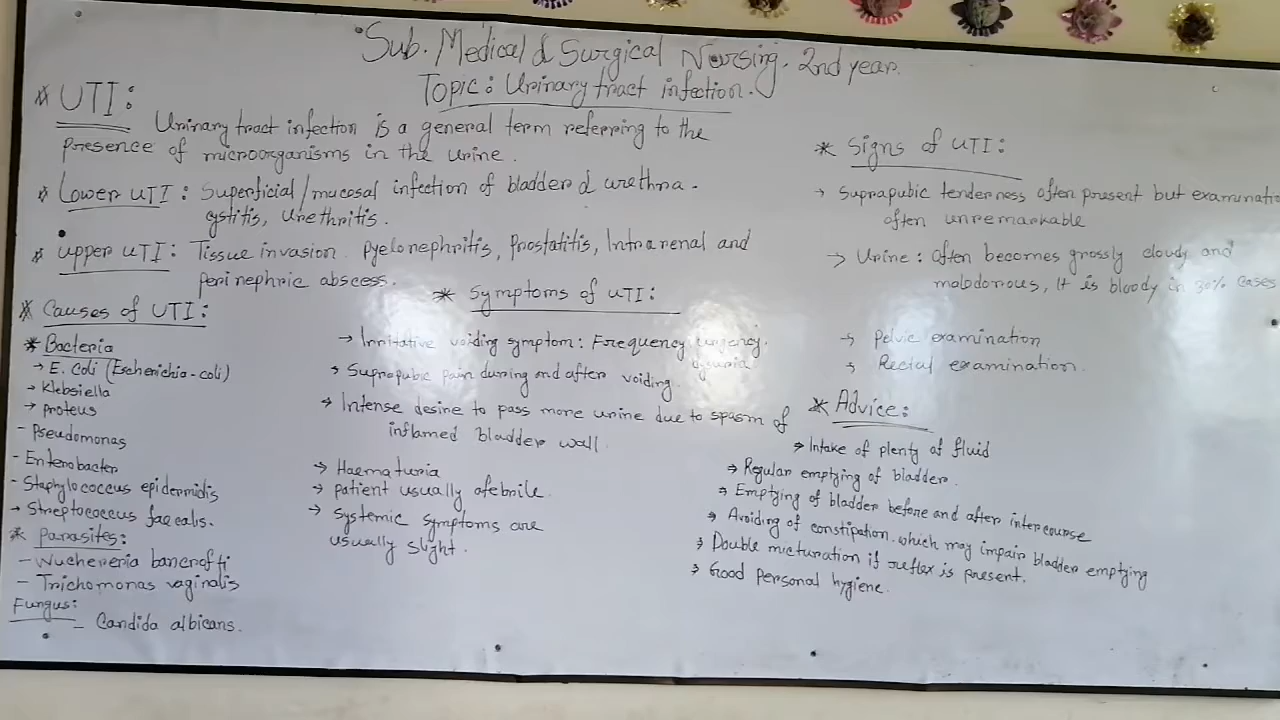 Sub. Medical & Surgical Nursing. 2nd year.
Topic: Urinary tract infection.
* UTI:
Urinary tract infection is a general term referring to the
presence of microorganisms in the urine.
* Lower UTI: Superficial/mucosal infection of bladder & urethra.
cystitis, Urethritis.
* upper UTI: Tissue invasion pyelonephritis, Prostatitis, Intrarenal and
perinephric abscess.
* Causes of UTI:
* Bacteria
→ E. Coli (Escherichia-coli)
→ Klebsiella
→ proteus
- Pseudomonas
- Enterobacter
- Staphylococcus epidermidis
→ Streptococcus faecalis.
* Parasites:
- Wuchereria bancrofti
- Trichomonas vaginalis
Fungus:
- Candida albicans.
* Symptoms of UTI:
→ Irritative voiding symptom: Frequency urgency.
dysuria
→ Suprapubic pain during and after voiding.
→ Intense desire to pass more urine due to spasm of
inflamed bladder wall.
→ Haematuria
→ patient usually afebrile.
→ Systemic symptoms are
usually slight.
* Signs of UTI:
→ Suprapubic tenderness often present but examinatio
often unremarkable
→ Urine: often becomes grossly cloudy and
malodorous, It is bloody in 30% cases
→ Pelvic examination
→ Rectal examination.
* Advice:
→ Intake of plenty of fluid
→ Regular emptying of bladder.
→ Emptying of bladder before and after intercourse
→ Avoiding of constipation. which may impair bladder emptying
→ Double micturation if reflax is present.
→ Good personal hygiene.